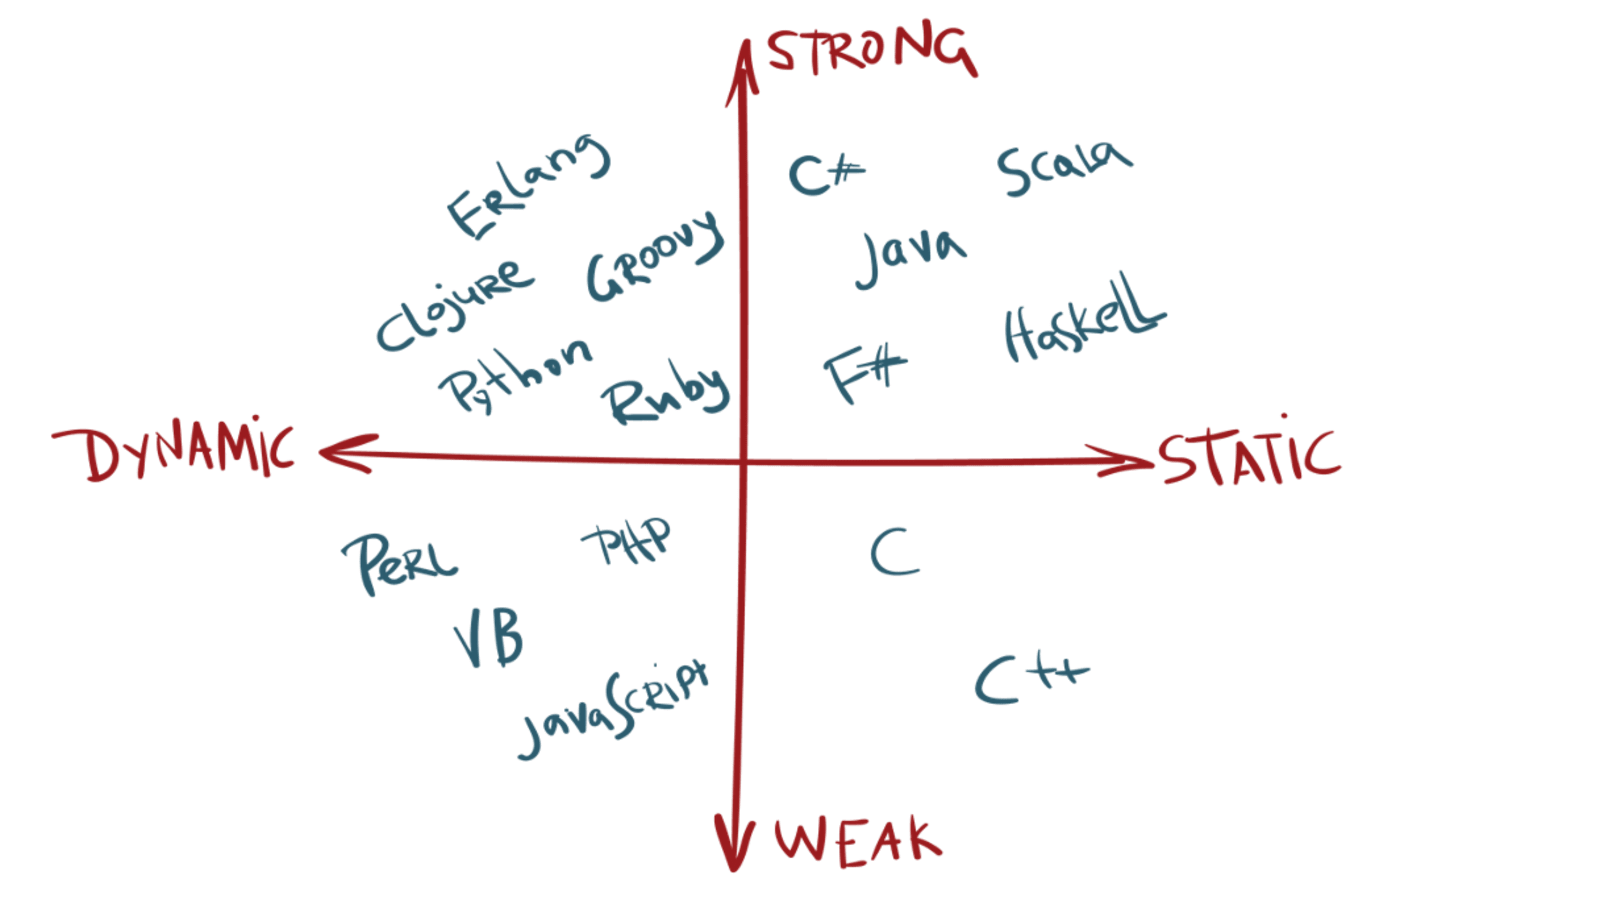 STRONG
C#
Scala
Erlang
Java
Groovy
Clojure
Haskell
Python
F#
Ruby
DYNAMIC
STATIC
Perl
PHP
C
VB
JavaScript
C++
WEAK